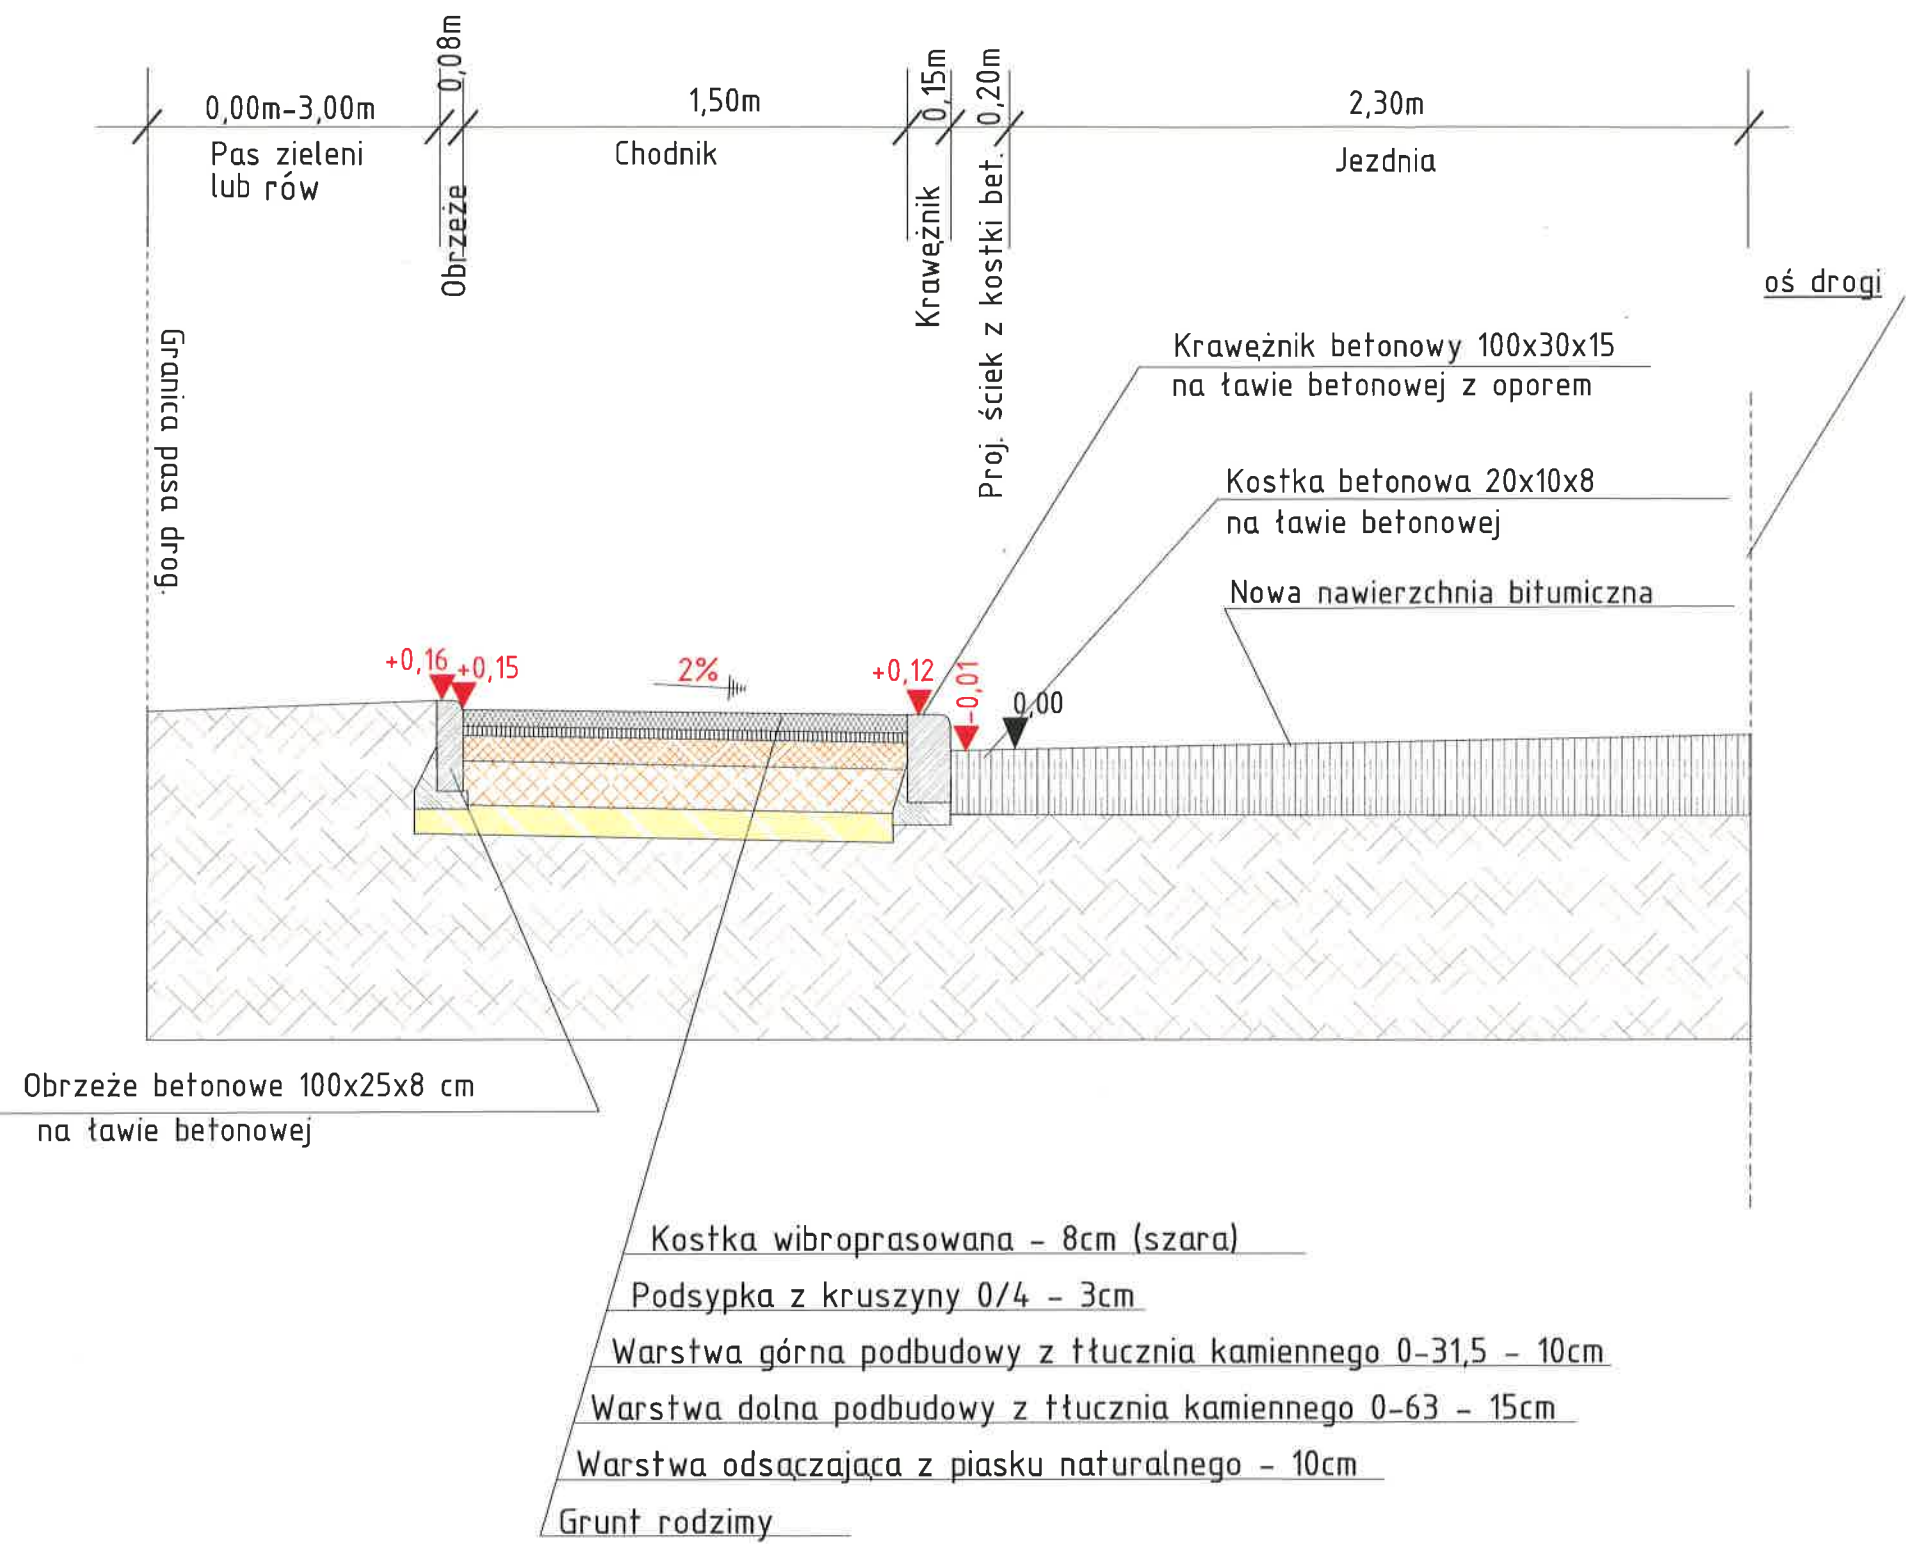 0,00m-3,00m
0,08m
1,50m
0,15m
0,20m
2,30m
Pas zieleni
lub rów
Obrzeże
Chodnik
Krawężnik
Proj. ściek z kostki bet.
Jezdnia
oś drogi
Granica pasa drog.
Krawężnik betonowy 100x30x15
na ławie betonowej z oporem
Kostka betonowa 20x10x8
na ławie betonowej
Nowa nawierzchnia bitumiczna
+0,16
+0,15
2%
+0,12
-0,01
0,00
Obrzeże betonowe 100x25x8 cm
na ławie betonowej
Kostka wibroprasowana - 8cm (szara)
Podsypka z kruszyny 0/4 - 3cm
Warstwa górna podbudowy z tłucznia kamiennego 0-31,5 - 10cm
Warstwa dolna podbudowy z tłucznia kamiennego 0-63 - 15cm
Warstwa odsączająca z piasku naturalnego - 10cm
Grunt rodzimy